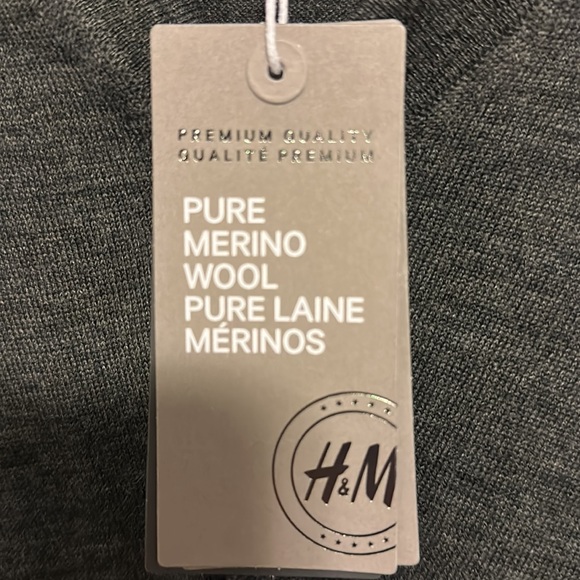 PREMIUM QUALITY
QUALITÉ PREMIUM
PURE
MERINO
WOOL
PURE LAINE
MÉRINOS
H&M